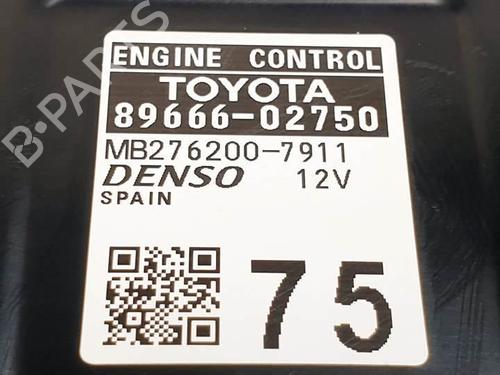 ENGINE CONTROL
TOYOTA
89666-02750
MB276200-7911
DENSO 12V
SPAIN
75
B-PARTS